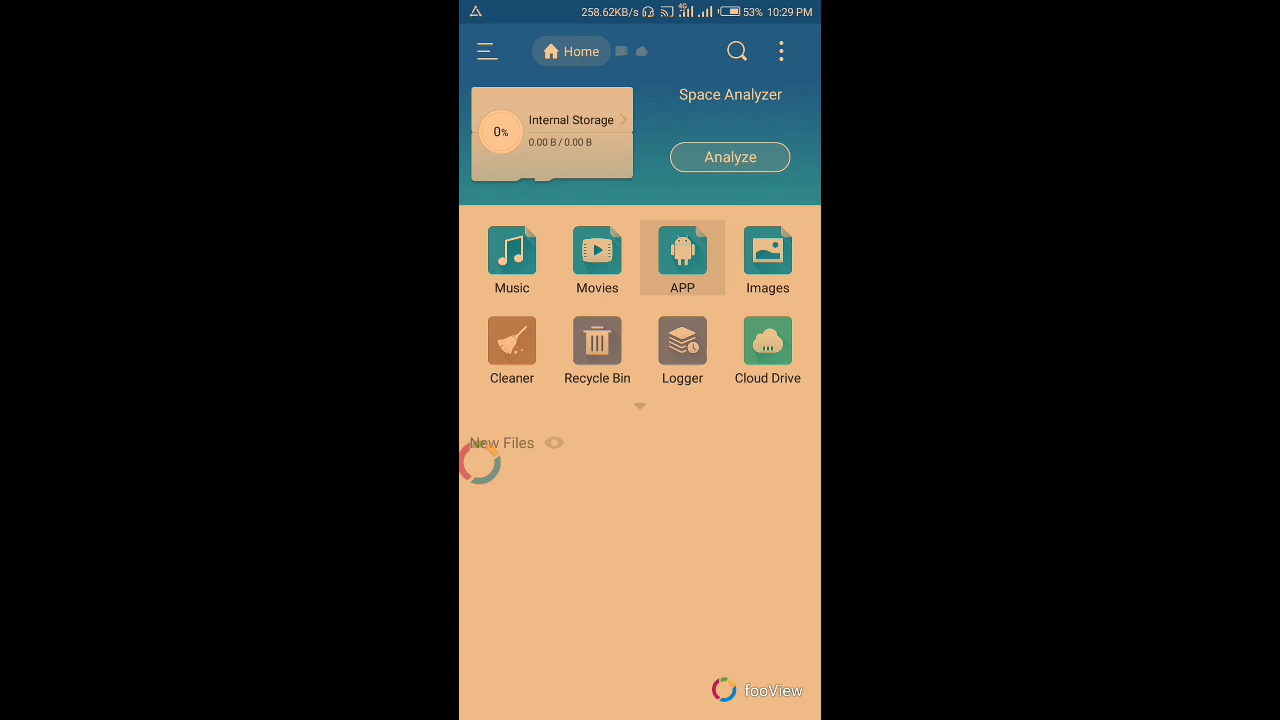 258.62KB/s 4G 53% 10:29 PM
Home
Space Analyzer
0%
Internal Storage
0.00 B / 0.00 B
Analyze
Music Movies APP Images
Cleaner Recycle Bin Logger Cloud Drive
New Files
fooView